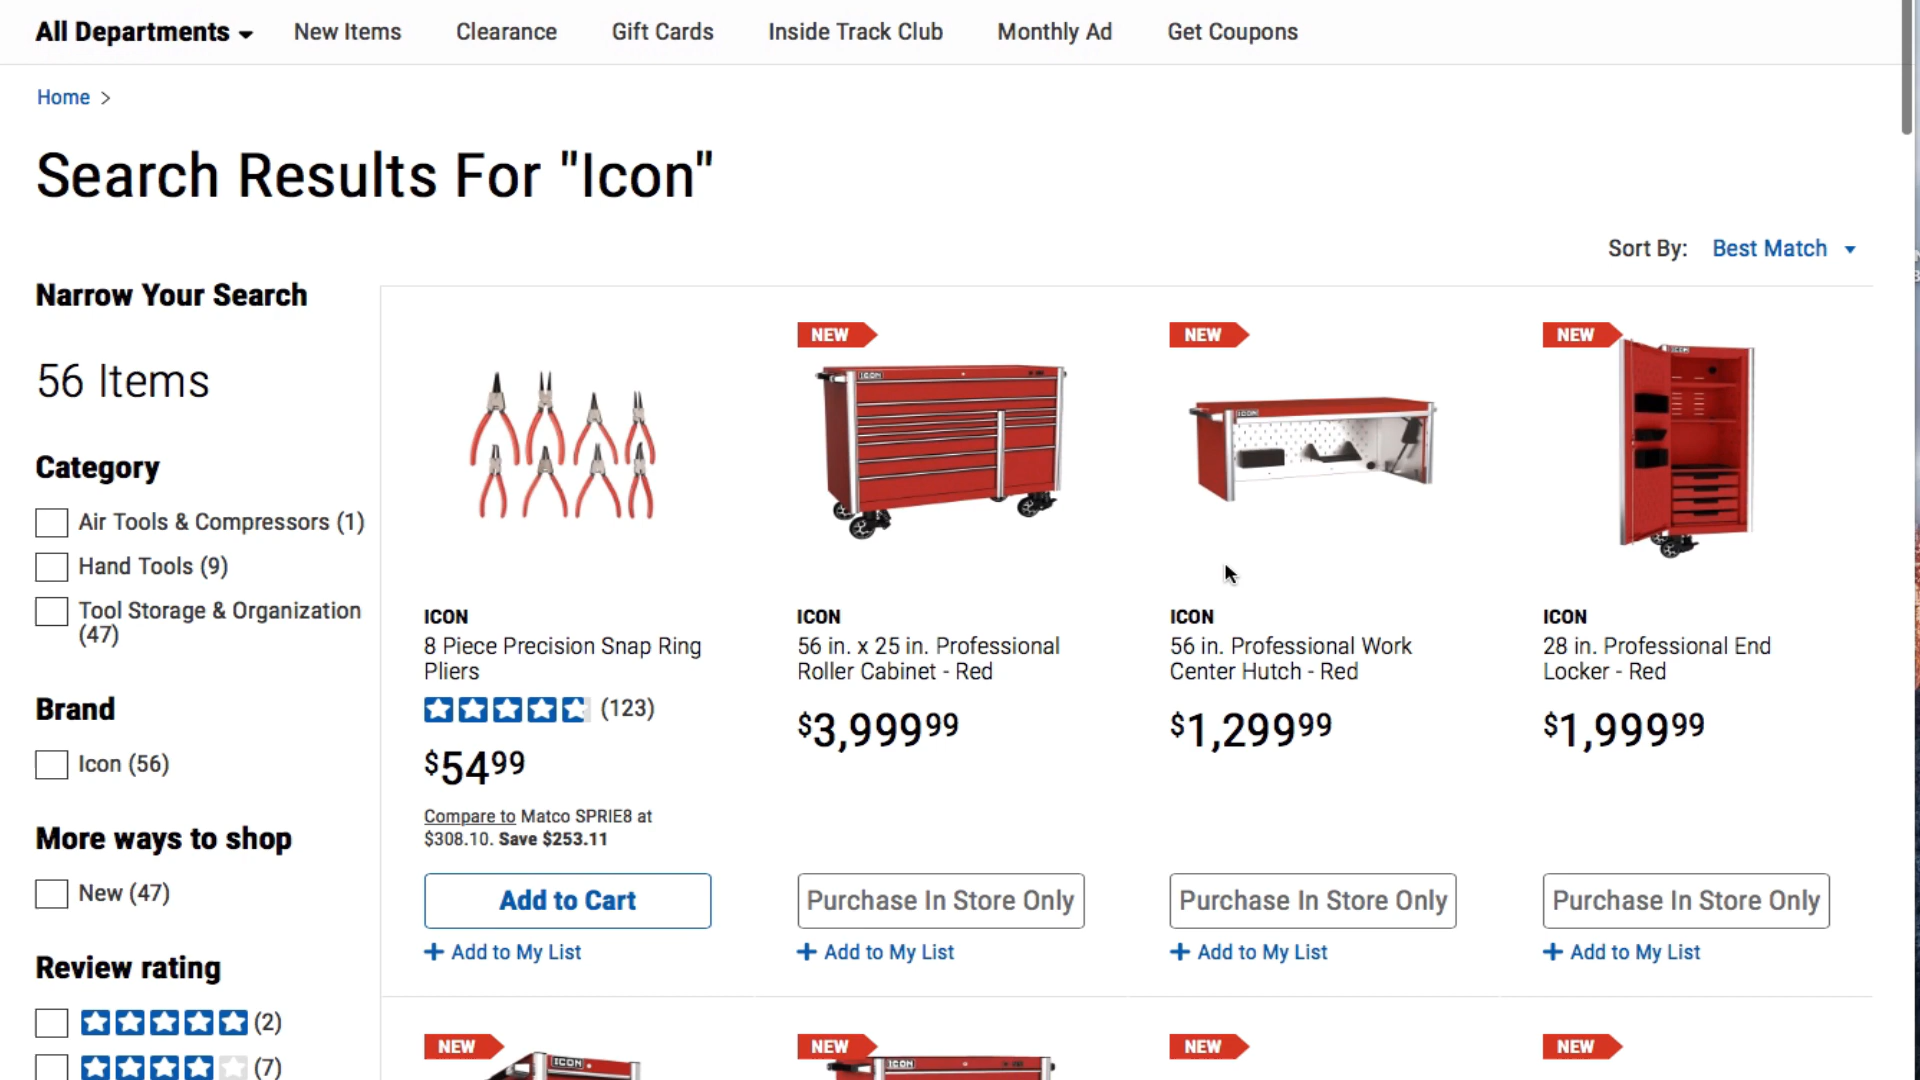 All Departments
New Items
Clearance
Gift Cards
Inside Track Club
Monthly Ad
Get Coupons
Home >
Search Results For "Icon"
Sort By: Best Match
Narrow Your Search
56 Items
Category
Air Tools & Compressors (1)
Hand Tools (9)
Tool Storage & Organization
(47)
Brand
Icon (56)
More ways to shop
New (47)
Review rating
(2)
(7)
ICON
8 Piece Precision Snap Ring
Pliers
(123)
$5499
Compare to Matco SPRIE8 at
$308.10. Save $253.11
Add to Cart
+ Add to My List
NEW
ICON
ICON
56 in. x 25 in. Professional
Roller Cabinet - Red
$3,99999
Purchase In Store Only
+ Add to My List
NEW
ICON
ICON
56 in. Professional Work
Center Hutch - Red
$1,29999
Purchase In Store Only
+ Add to My List
NEW
ICON
ICON
28 in. Professional End
Locker - Red
$1,99999
Purchase In Store Only
+ Add to My List
NEW
ICON
NEW
ICON
NEW
NEW